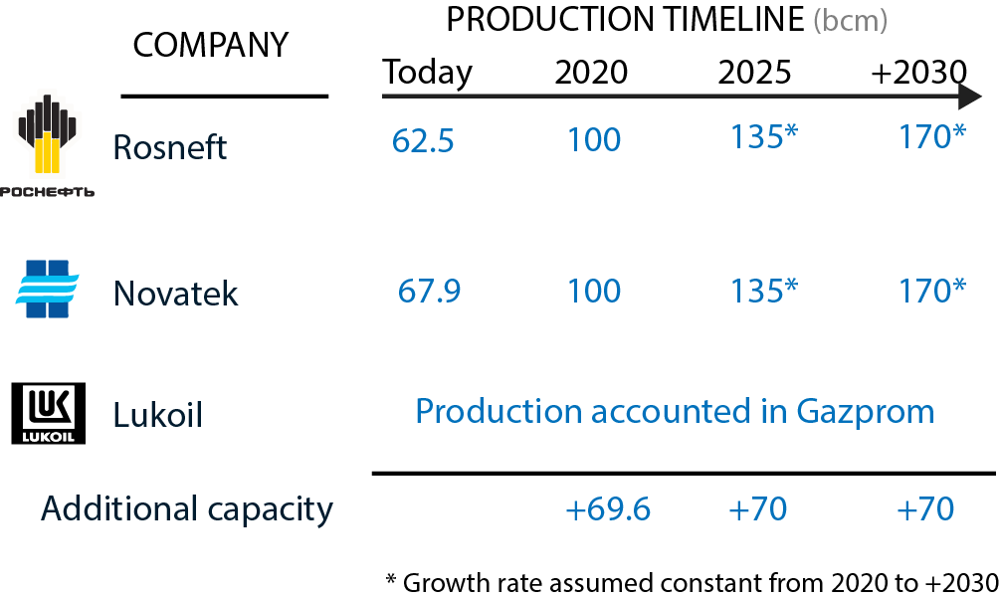 COMPANY
PRODUCTION TIMELINE (bcm)
Today 2020 2025 +2030
РОСНЕФТЬ
Rosneft 62.5 100 135* 170*
Novatek 67.9 100 135* 170*
LUK
LUKOIL
Lukoil Production accounted in Gazprom
Additional capacity +69.6 +70 +70
* Growth rate assumed constant from 2020 to +2030